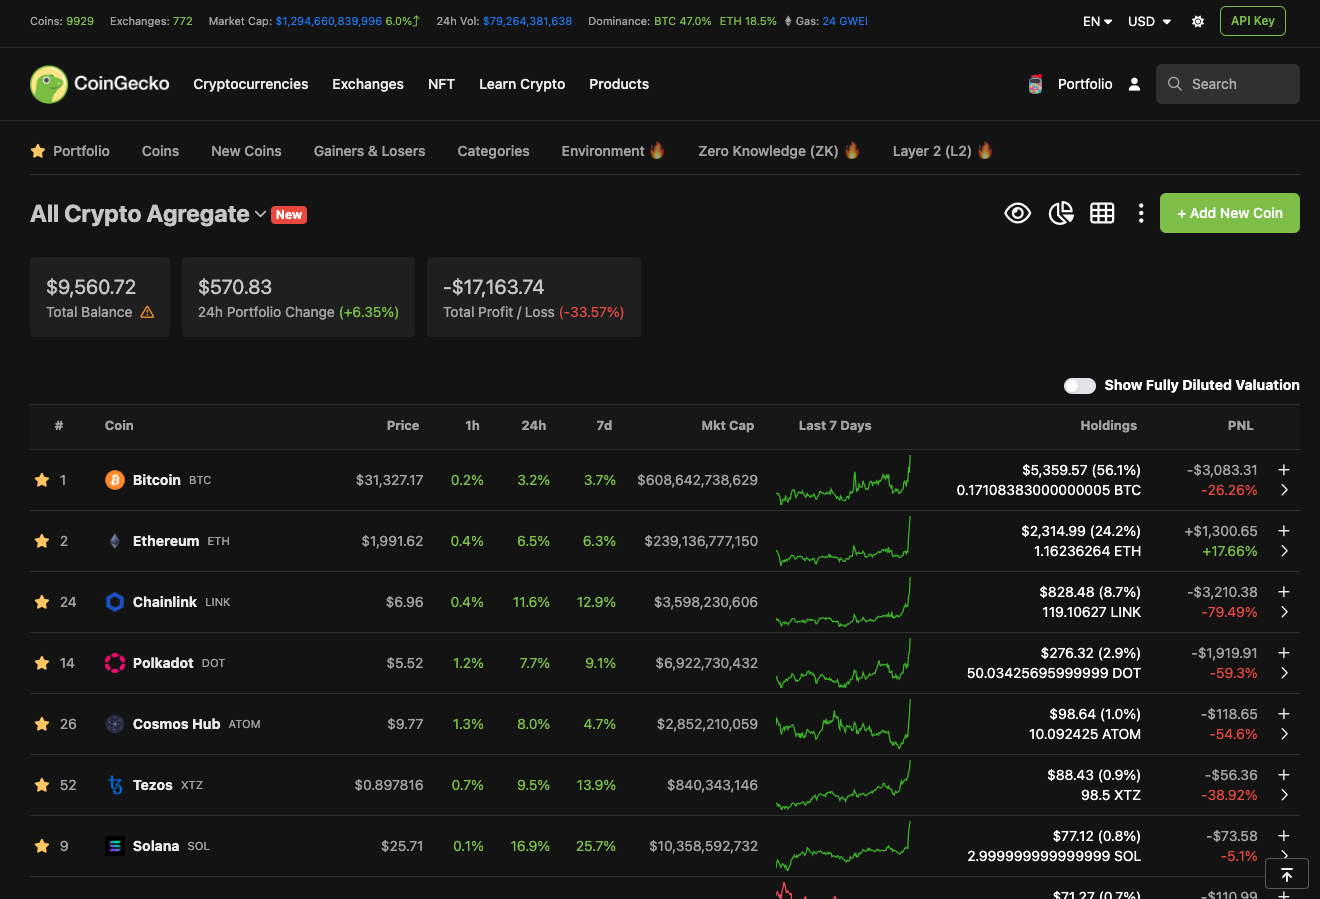 Coins: 9929 Exchanges: 772 Market Cap: $1,294,660,839,996 6.0% 24h Vol: $79,264,381,638 Dominance: BTC 47.0% ETH 18.5% Gas: 24 GWEI EN USD API Key
CoinGecko Cryptocurrencies Exchanges NFT Learn Crypto Products Portfolio Search
Portfolio Coins New Coins Gainers & Losers Categories Environment Zero Knowledge (ZK) Layer 2 (L2)
All Crypto Agregate New + Add New Coin
$9,560.72 $570.83 -$17,163.74
Total Balance 24h Portfolio Change (+6.35%) Total Profit / Loss (-33.57%)
Show Fully Diluted Valuation
# Coin Price 1h 24h 7d Mkt Cap Last 7 Days Holdings PNL
$5,359.57 (56.1%) -$3,083.31
1 Bitcoin BTC $31,327.17 0.2% 3.2% 3.7% $608,642,738,629
0.17108383000000005 BTC -26.26%
$2,314.99 (24.2%) +$1,300.65
2 Ethereum ETH $1,991.62 0.4% 6.5% 6.3% $239,136,777,150
1.16236264 ETH +17.66%
$828.48 (8.7%) -$3,210.38
24 Chainlink LINK $6.96 0.4% 11.6% 12.9% $3,598,230,606
119.10627 LINK -79.49%
$276.32 (2.9%) -$1,919.91
14 Polkadot DOT $5.52 1.2% 7.7% 9.1% $6,922,730,432
50.03425695999999 DOT -59.3%
$98.64 (1.0%) -$118.65
26 Cosmos Hub ATOM $9.77 1.3% 8.0% 4.7% $2,852,210,059
10.092425 ATOM -54.6%
$88.43 (0.9%) -$56.36
52 Tezos XTZ $0.897816 0.7% 9.5% 13.9% $840,343,146
98.5 XTZ -38.92%
$77.12 (0.8%) -$73.58
9 Solana SOL $25.71 0.1% 16.9% 25.7% $10,358,592,732
2.999999999999999 SOL -5.1%
$71.27 (0.7%) -$110.99